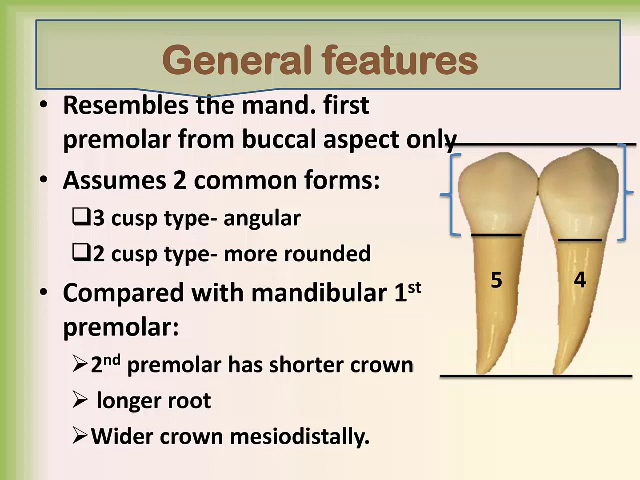 General features
• Resembles the mand. first
premolar from buccal aspect only
• Assumes 2 common forms:
❑3 cusp type- angular
❑2 cusp type- more rounded
• Compared with mandibular 1st
premolar:
➢2nd premolar has shorter crown
➢ longer root
➢Wider crown mesiodistally.
5 4